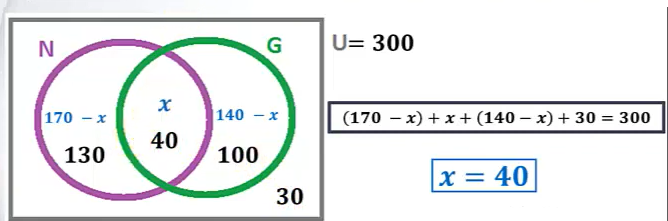 N G
170 − x x 140 − x
130 40 100
30
U= 300
(170 − x) + x + (140 − x) + 30 = 300
x = 40